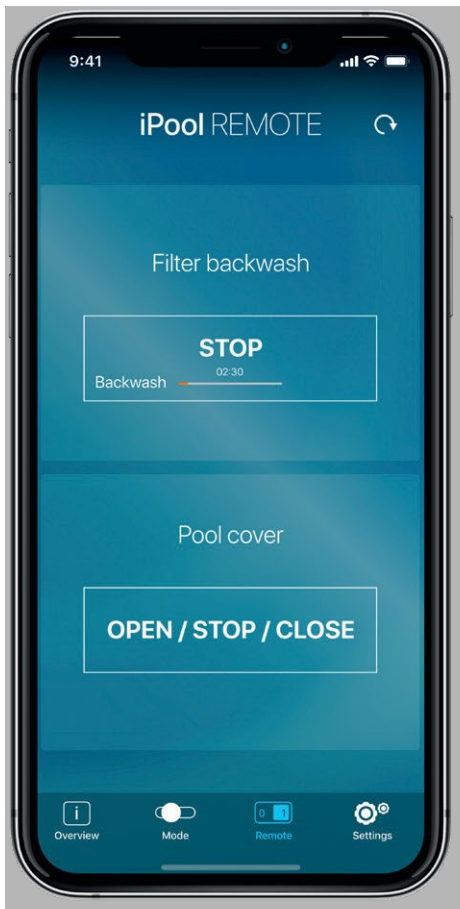 9:41
iPool REMOTE
Filter backwash
STOP
02:30
Backwash
Pool cover
OPEN / STOP / CLOSE
i
0 1
Overview Mode Remote Settings